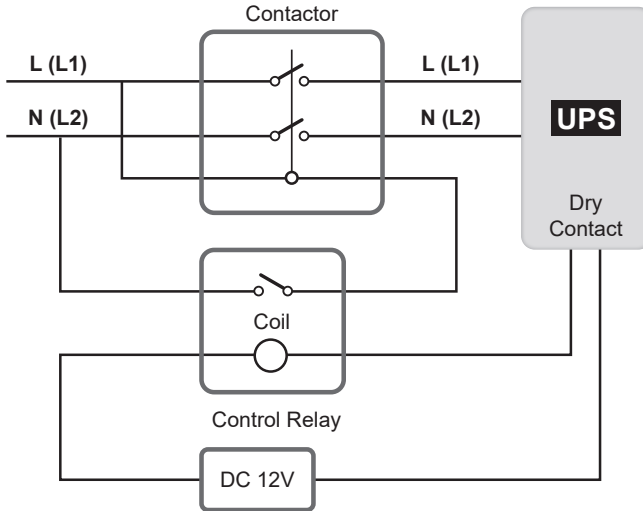 Contactor
L (L1)
L (L1)
N (L2)
N (L2)
UPS
Dry
Contact
Coil
Control Relay
DC 12V